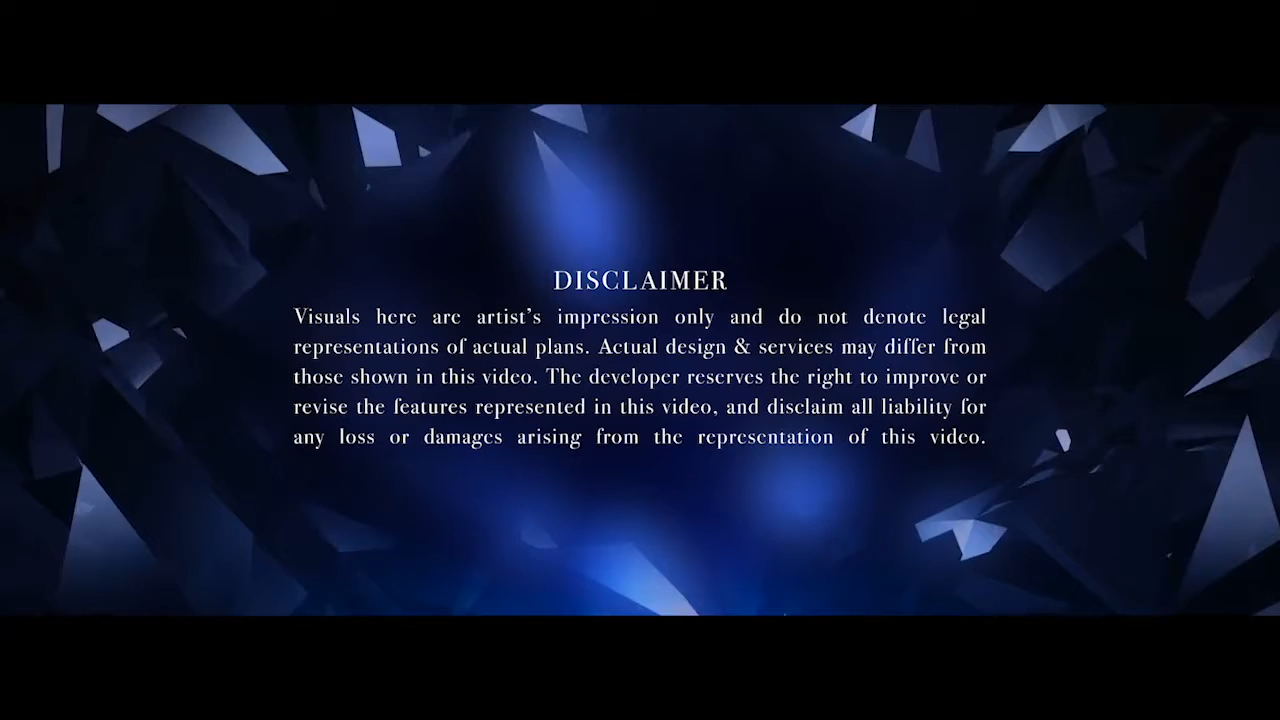 DISCLAIMER
Visuals here are artist's impression only and do not denote legal
representations of actual plans. Actual design & services may differ from
those shown in this video. The developer reserves the right to improve or
revise the features represented in this video, and disclaim all liability for
any loss or damages arising from the representation of this video.